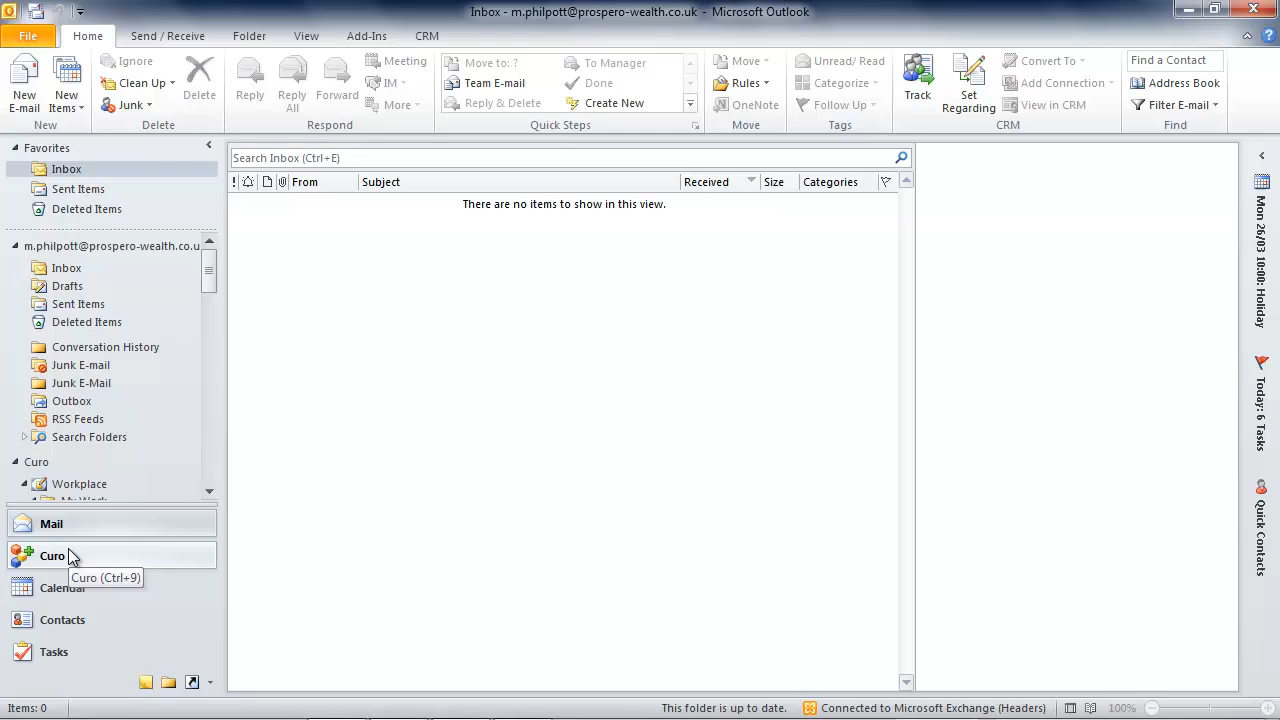 Inbox - m.philpott@prospero-wealth.co.uk - Microsoft Outlook
File Home Send / Receive Folder View Add-Ins CRM
New E-mail
New Items
Ignore
Clean Up
Junk
Delete
Reply
Reply All
Forward
Meeting
IM
More
Move to: ?
Team E-mail
Reply & Delete
To Manager
Done
Create New
Move
Rules
OneNote
Unread/ Read
Categorize
Follow Up
Track
Set Regarding
Convert To
Add Connection
View in CRM
Find a Contact
Address Book
Filter E-mail
New Delete Respond Quick Steps Move Tags CRM Find
Favorites
Inbox
Sent Items
Deleted Items
m.philpott@prospero-wealth.co.u
Inbox
Drafts
Sent Items
Deleted Items
Conversation History
Junk E-mail
Junk E-Mail
Outbox
RSS Feeds
Search Folders
Curo
Workplace
My Work
Mail
Curo
Curo (Ctrl+9)
Calendar
Contacts
Tasks
Search Inbox (Ctrl+E)
! From Subject Received Size Categories
There are no items to show in this view.
Mon 26/03 10:00: Holiday
Today: 6 Tasks
Quick Contacts
Items: 0
This folder is up to date. Connected to Microsoft Exchange (Headers) 100%